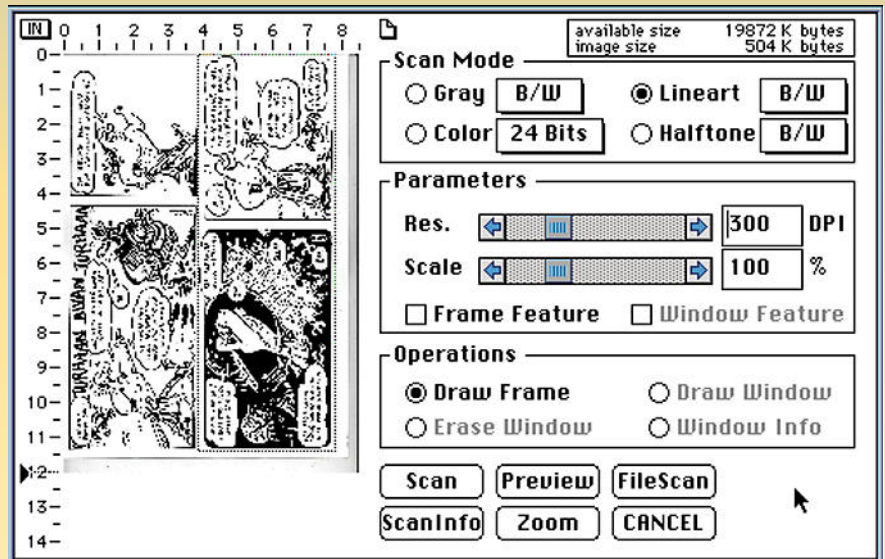 IN 0 1 2 3 4 5 6 7 8
0
1
2
3
4
5
6
7
8
9
10
11
12
13
14
TURHAAN AIVAN TURHAAN
available size 19872 K bytes
image size 504 K bytes
Scan Mode
Gray B/W Lineart B/W
Color 24 Bits Halftone B/W
Parameters
Res. 300 DPI
Scale 100 %
Frame Feature Window Feature
Operations
Draw Frame Draw Window
Erase Window Window Info
Scan Preview FileScan
ScanInfo Zoom CANCEL